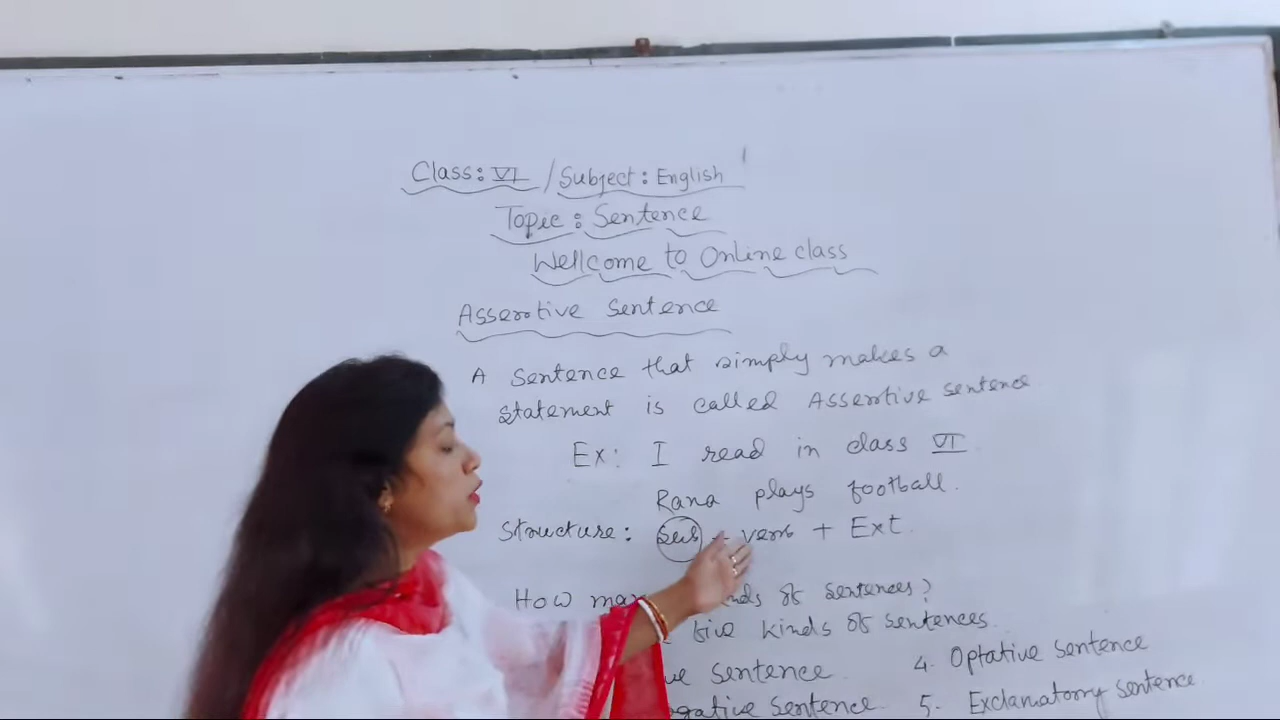 Class: VI / Subject: English
Topic: Sentence
Wellcome to Online class
Assertive Sentence
A sentence that simply makes a
statement is called Assertive sentence.
Ex: I read in class VI.
Rana plays football.
Structure: Sub + verb + Ext.
How kinds of sentences?
five kinds of sentences.
sentence. 4. Optative sentence
sentence. 5. Exclamatory sentence.